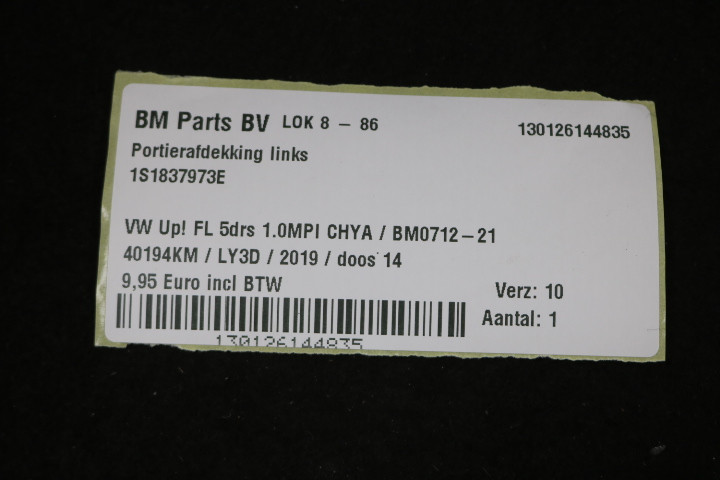 BM Parts BV LOK 8 - 86 130126144835
Portierafdekking links
1S1837973E
VW Up! FL 5drs 1.0MPI CHYA / BM0712-21
40194KM / LY3D / 2019 / doos 14
9,95 Euro incl BTW
Verz: 10
Aantal: 1
130126144835